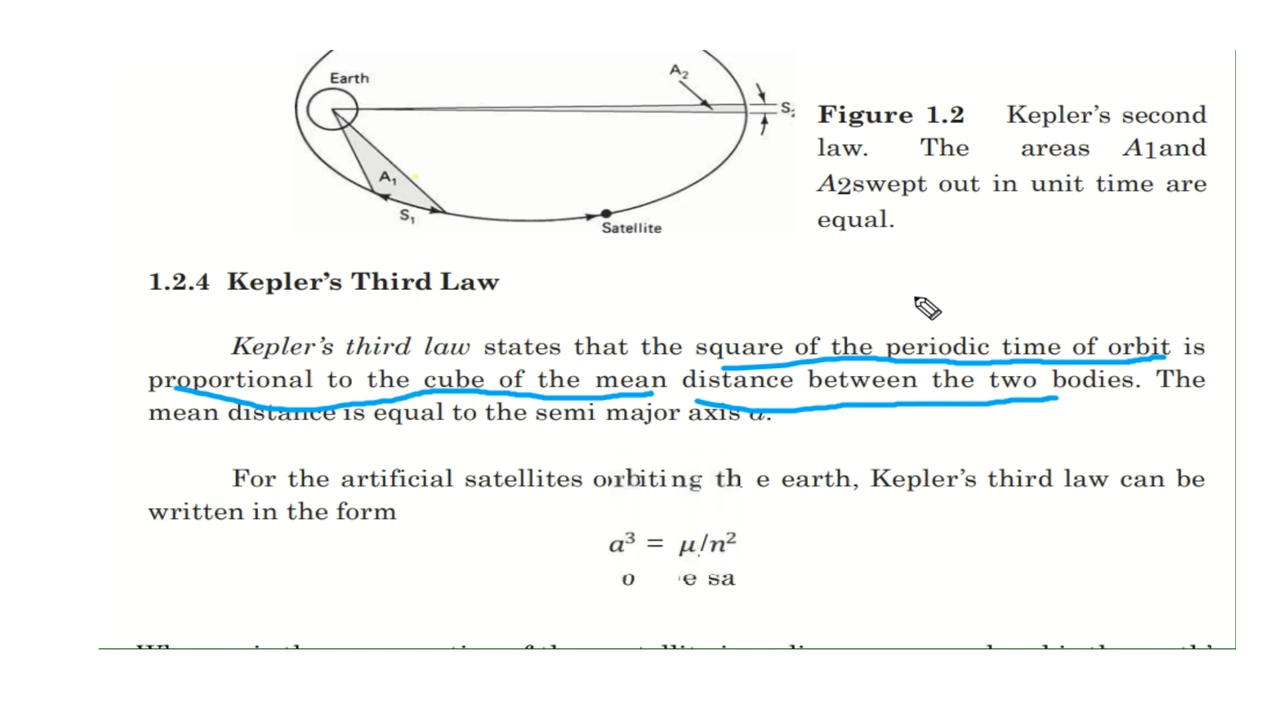 Earth
A2
S2
A1
S1
Satellite
Figure 1.2 Kepler's second
law. The areas A1and
A2swept out in unit time are
equal.
1.2.4 Kepler's Third Law
Kepler's third law states that the square of the periodic time of orbit is
proportional to the cube of the mean distance between the two bodies. The
mean distance is equal to the semi major axis a.
For the artificial satellites orbiting th e earth, Kepler's third law can be
written in the form
a³ = μ/n²
o e sa